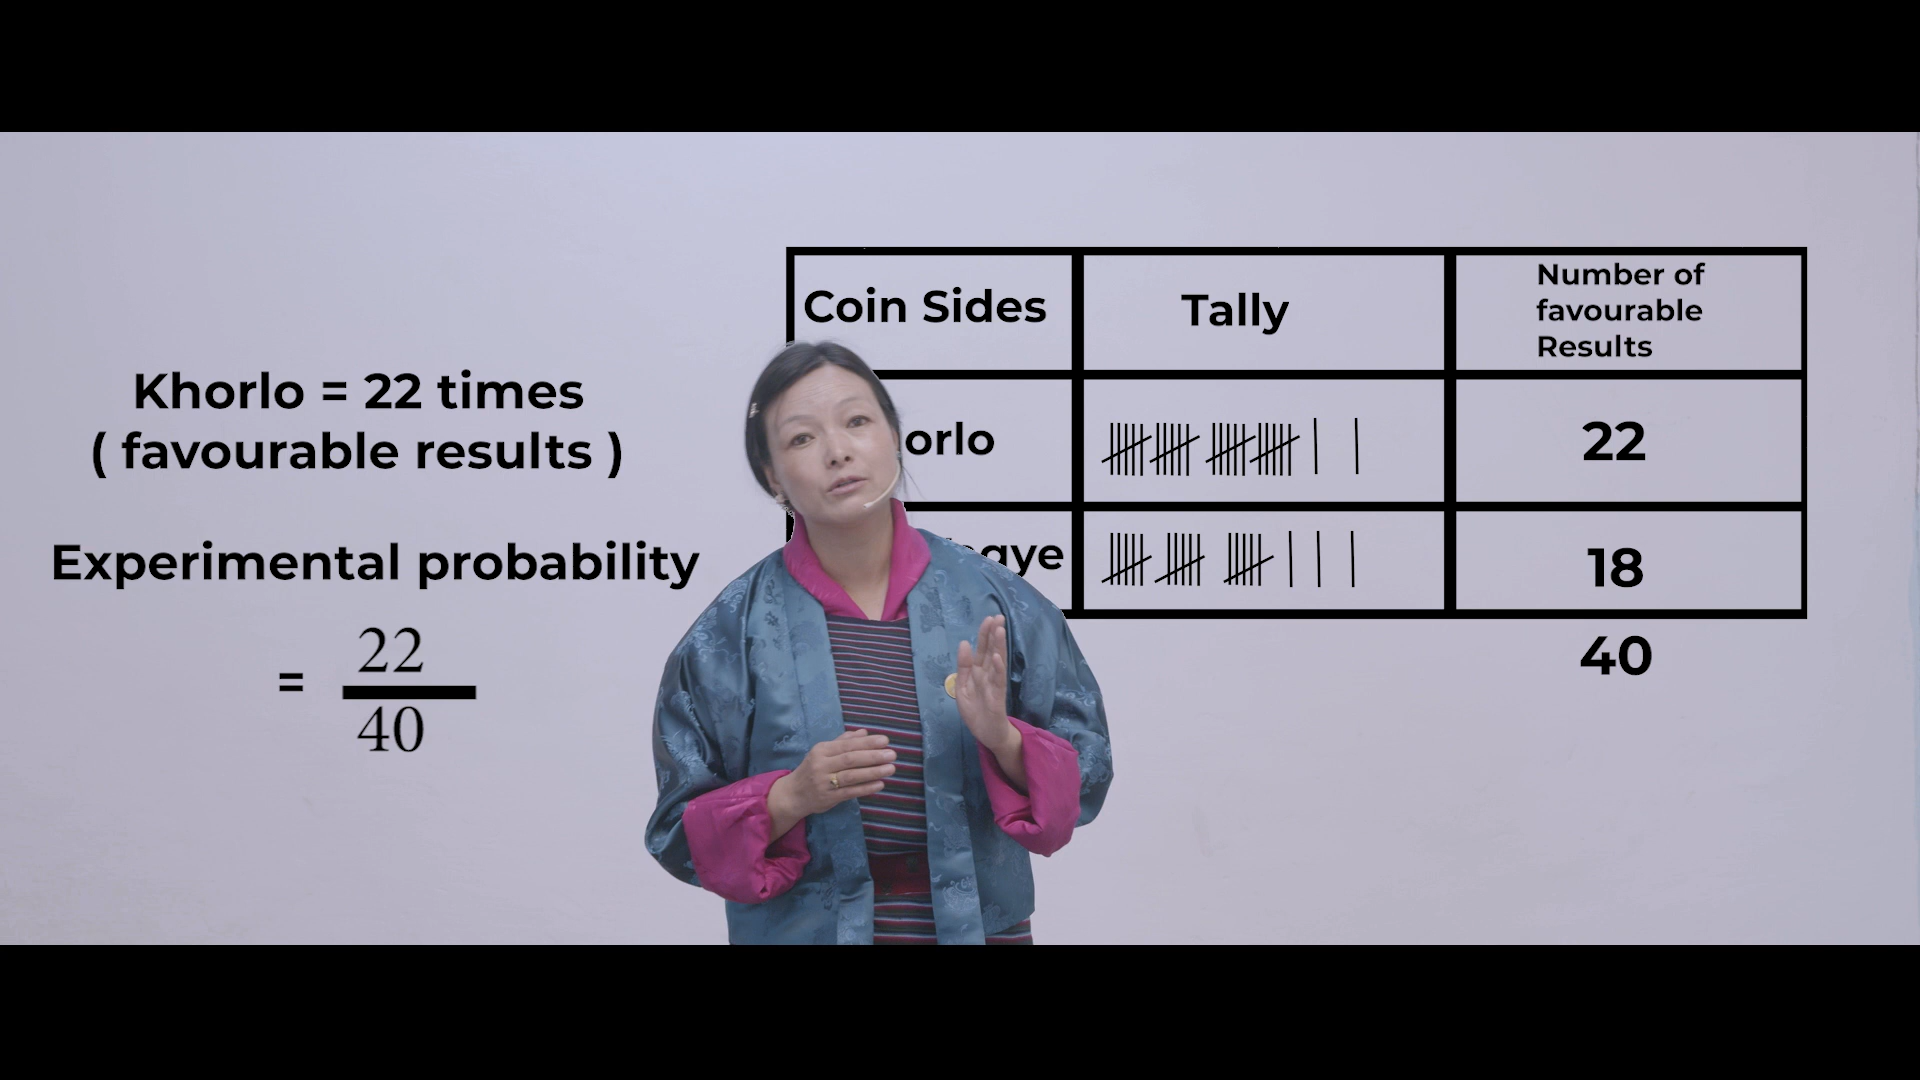 Khorlo = 22 times
( favourable results )
Experimental probability
= 22
40
Coin Sides
Tally
Number of
favourable
Results
orlo
22
18
40